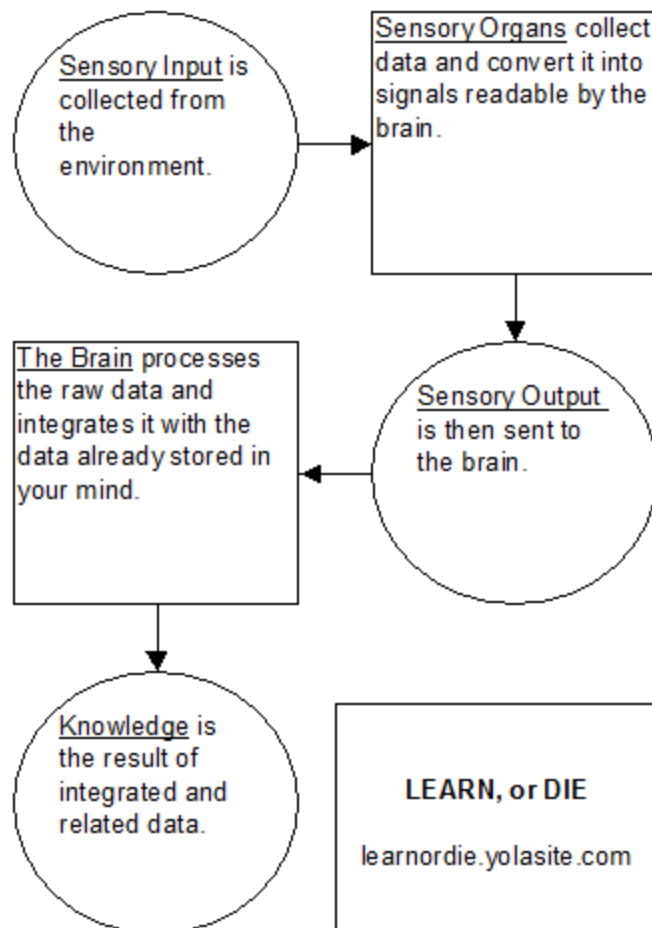 Sensory Input is
collected from
the
environment.
Sensory Organs collect
data and convert it into
signals readable by the
brain.
Sensory Output
is then sent to
the brain.
The Brain processes
the raw data and
integrates it with the
data already stored in
your mind.
Knowledge is
the result of
integrated and
related data.
LEARN, or DIE
learnordie.yolasite.com